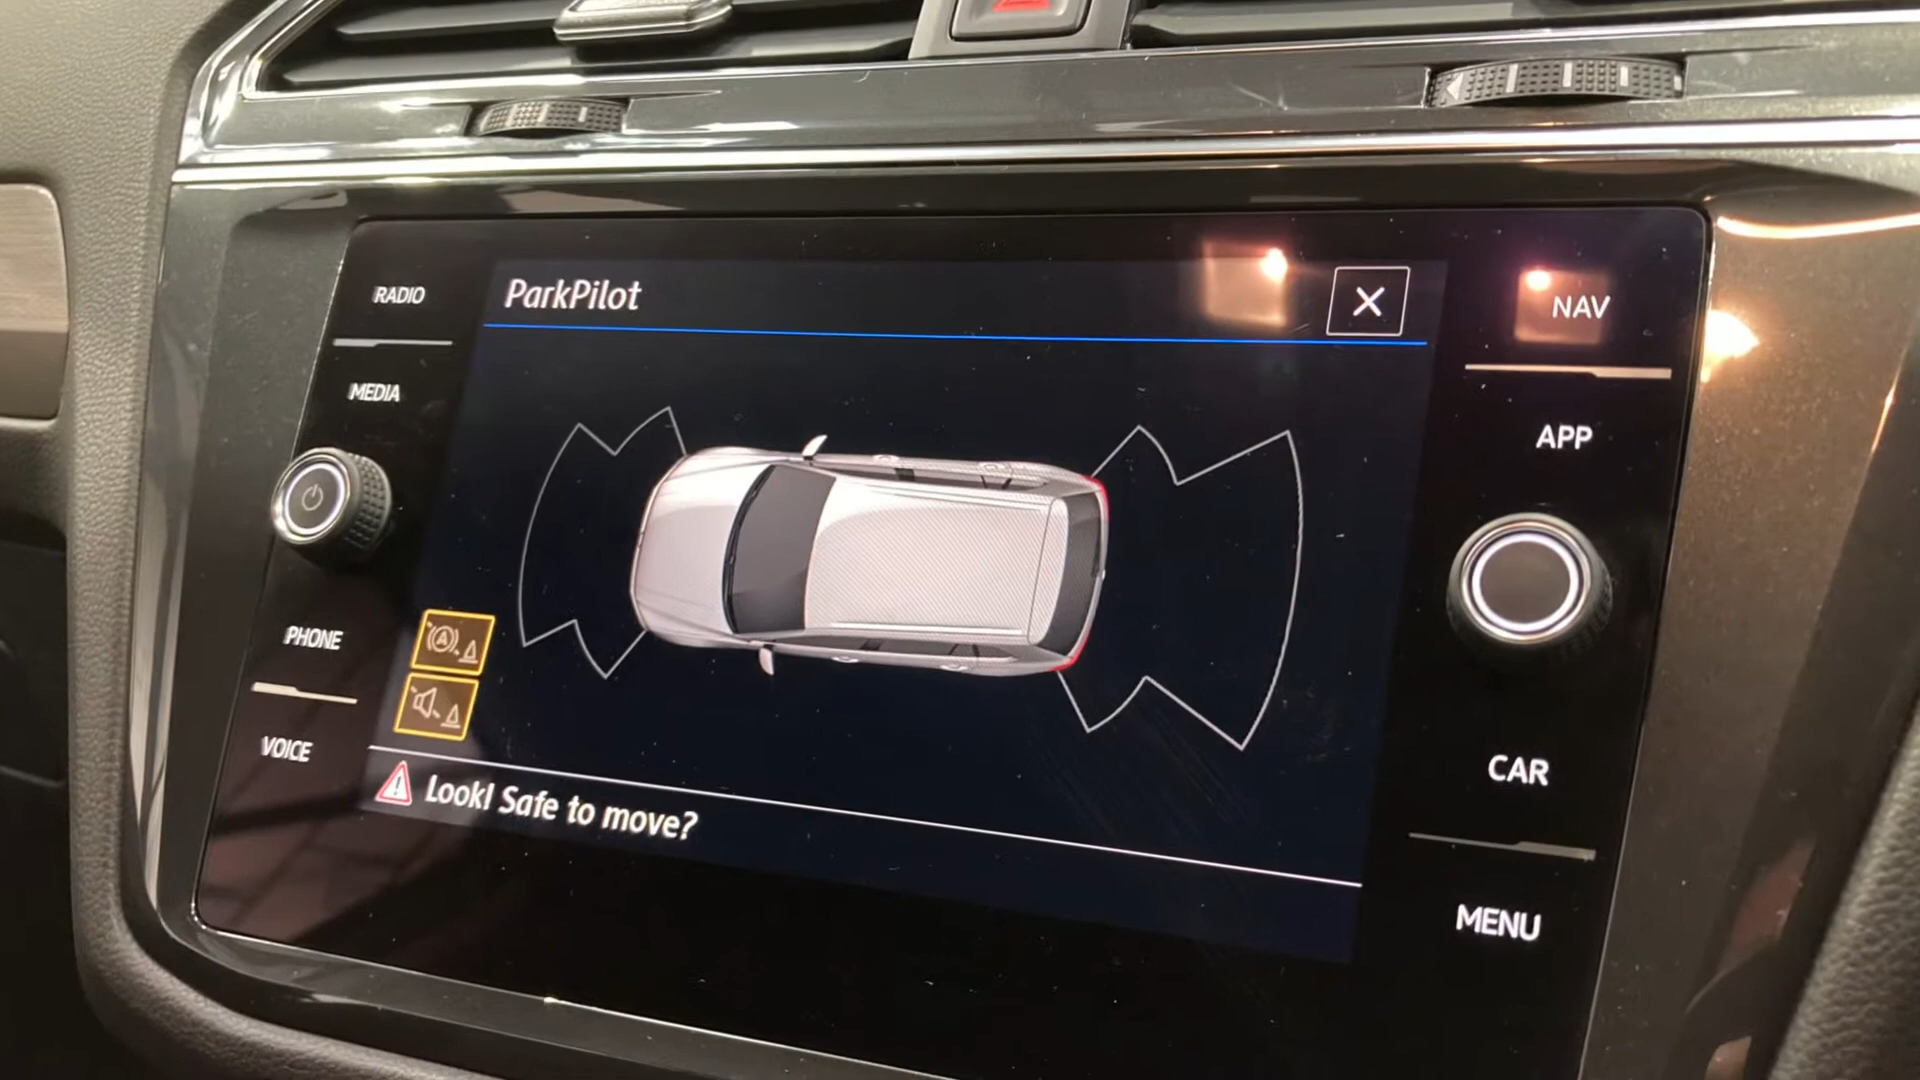 ParkPilot
RADIO
MEDIA
PHONE
VOICE
NAV
APP
CAR
MENU
A
Look! Safe to move?